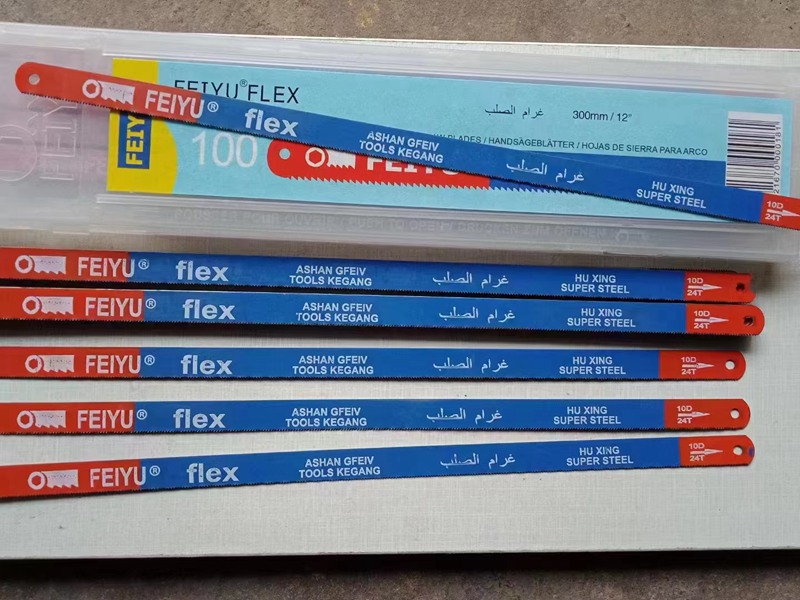 FEIYU® FLEX
غرام الصلب
300mm / 12"
BLADES / HANDSÄGEBLÄTTER / HOJAS DE SIERRA PARA ARCO
100
FEIYU® flex ASHAN GFEIV غرام الصلب HU XING 10D
TOOLS KEGANG SUPER STEEL 24T
FEIYU® flex ASHAN GFEIV غرام الصلب HU XING 10D
TOOLS KEGANG SUPER STEEL 24T
FEIYU® flex ASHAN GFEIV غرام الصلب HU XING 10D
TOOLS KEGANG SUPER STEEL 24T
FEIYU® flex ASHAN GFEIV غرام الصلب HU XING 10D
TOOLS KEGANG SUPER STEEL 24T
FEIYU® flex ASHAN GFEIV غرام الصلب HU XING 10D
TOOLS KEGANG SUPER STEEL 24T
FEIYU® flex ASHAN GFEIV غرام الصلب HU XING 10D
TOOLS KEGANG SUPER STEEL 24T